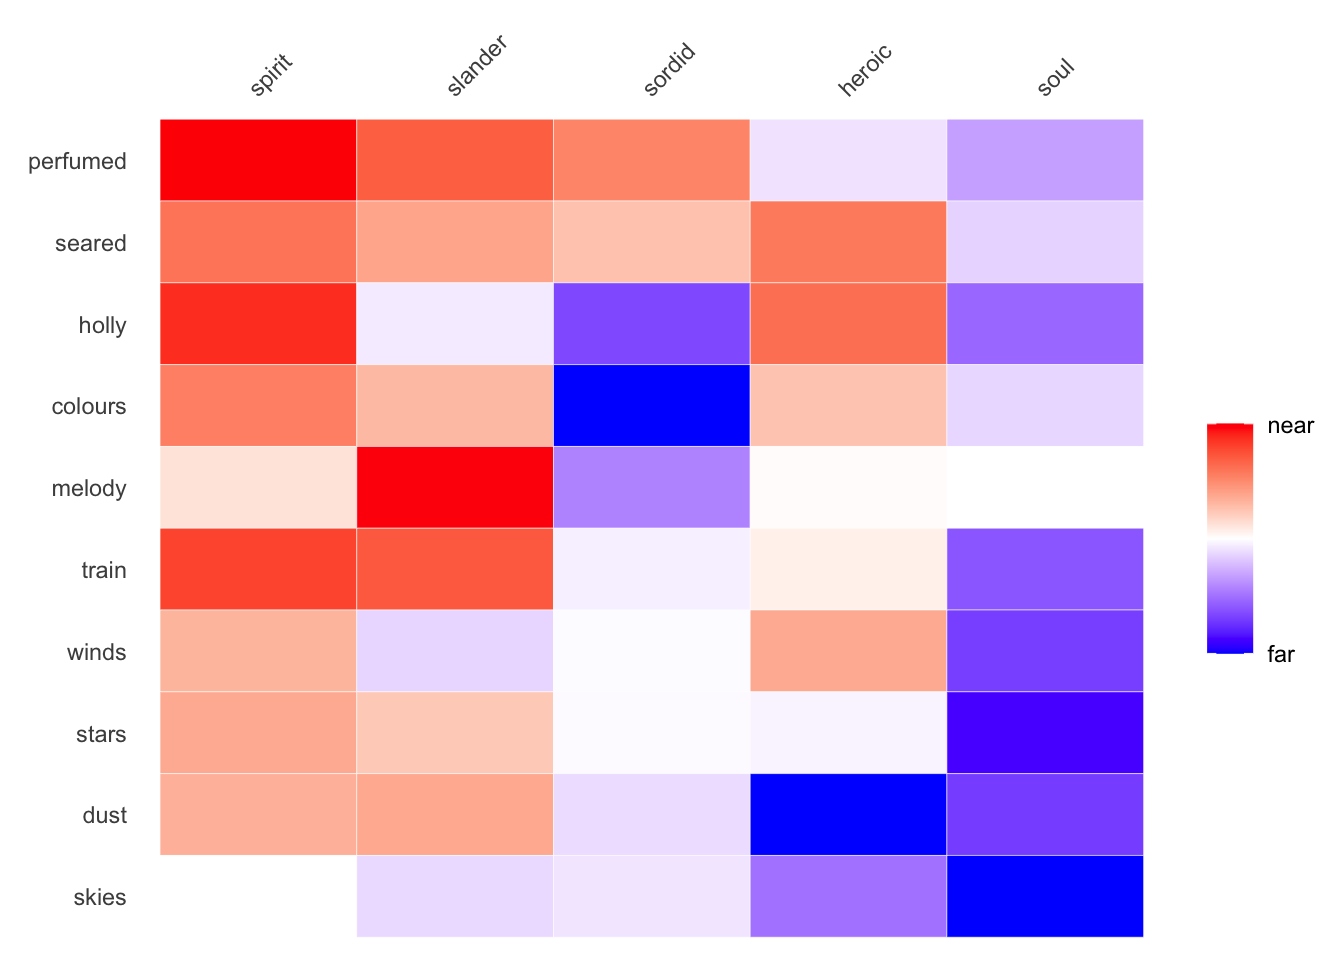 spirit slander sordid heroic soul
perfumed
seared
holly
colours
near
melody
train
winds
far
stars
dust
skies